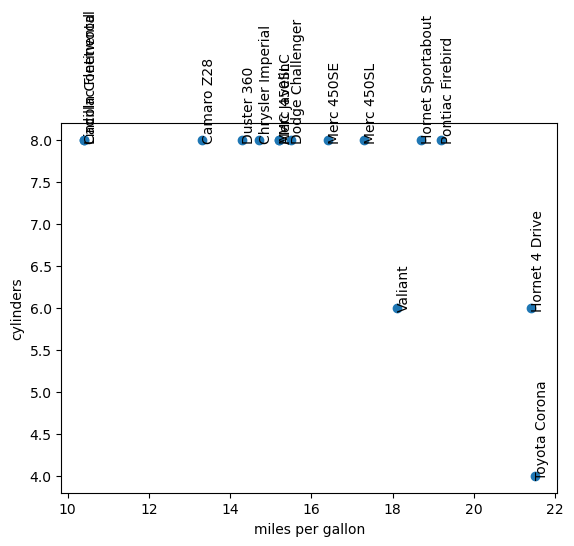 Camaro Z28
Duster 360
Chrysler Imperial
Dodge Challenger
Merc 450SE
Merc 450SL
Hornet Sportabout
Pontiac Firebird
Valiant
Hornet 4 Drive
Toyota Corona
8.0
7.5
7.0
6.5
6.0
5.5
5.0
4.5
4.0
cylinders
10
12
14
16
18
20
22
miles per gallon